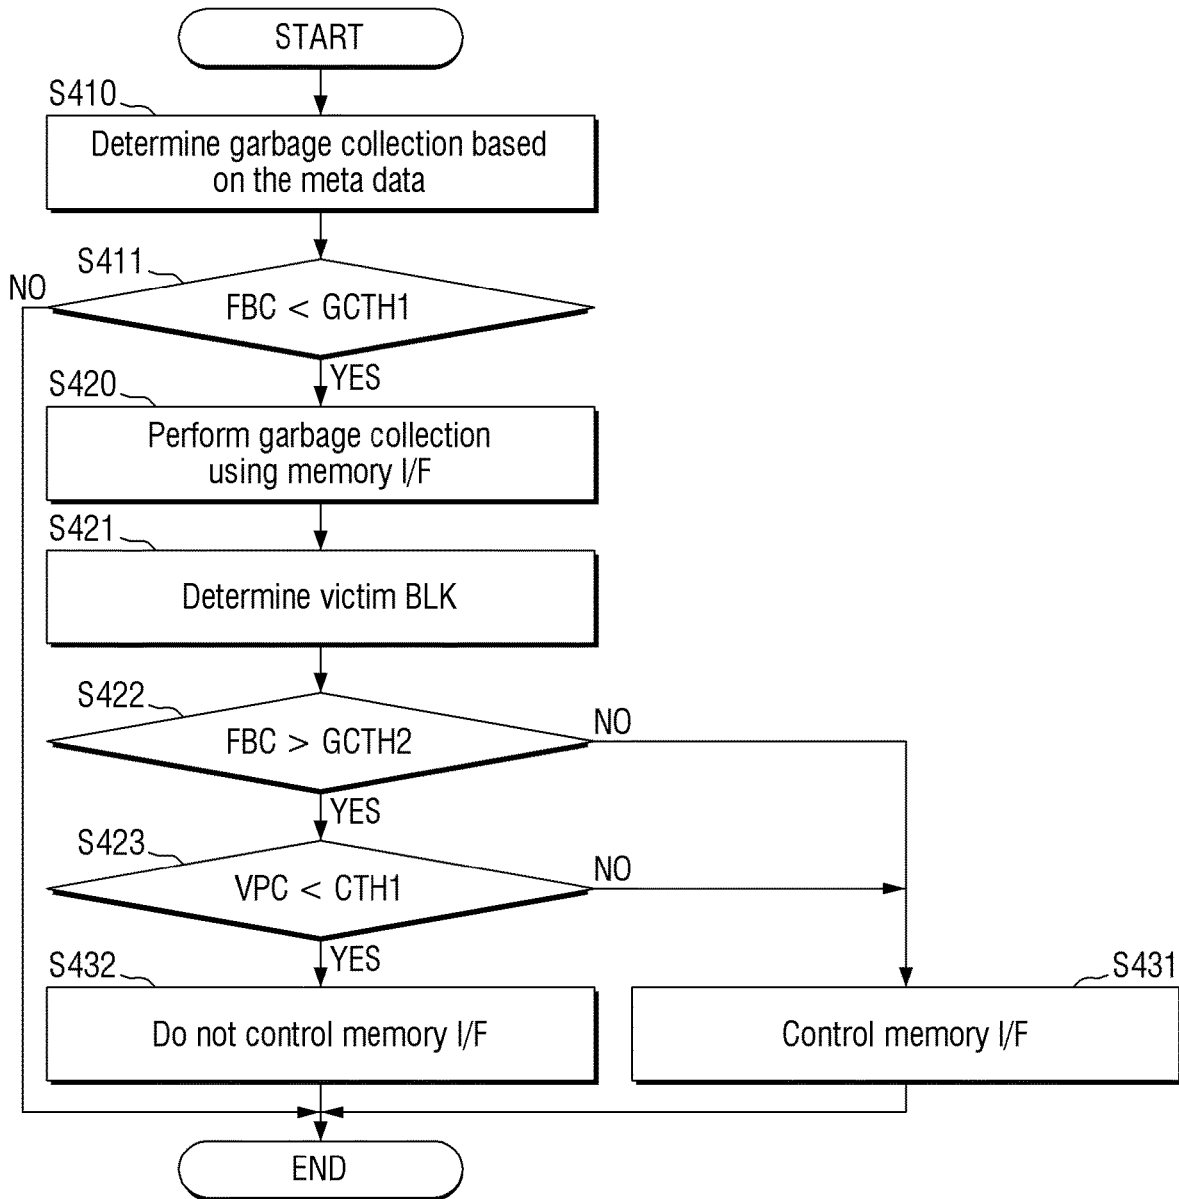 START
S410
Determine garbage collection based
on the meta data
S411
NO
FBC < GCTH1
YES
S420
Perform garbage collection
using memory I/F
S421
Determine victim BLK
S422
FBC > GCTH2
NO
YES
S423
VPC < CTH1
NO
YES
S432
Do not control memory I/F
S431
Control memory I/F
END